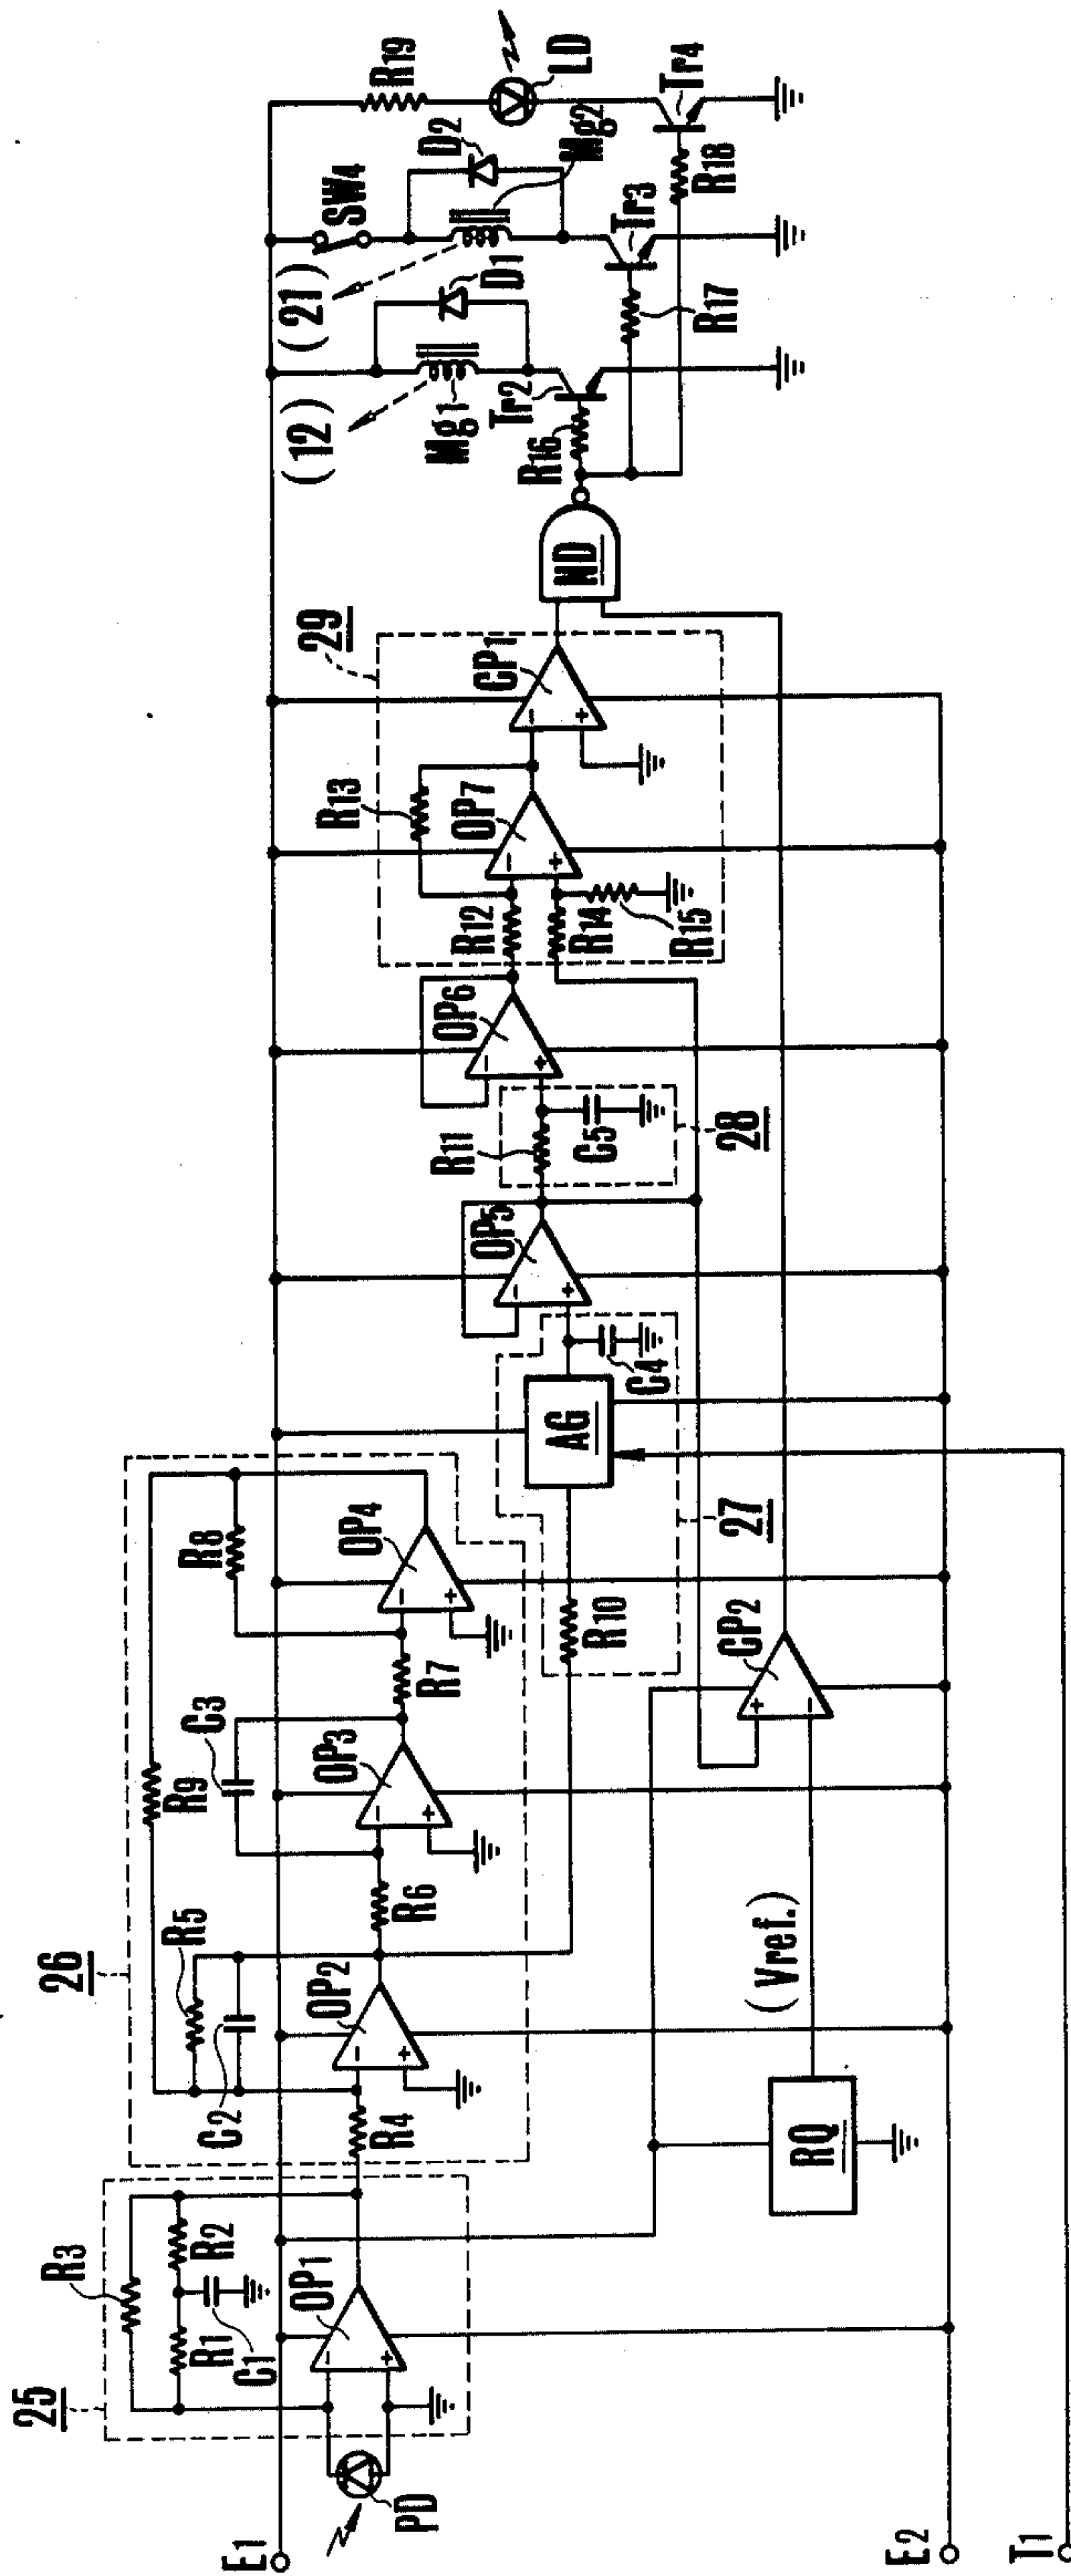 E1
E2
T1
PD
25
R3
R1
R2
C1
OP1
26
R4
R5
C2
OP2
R9
R6
C3
OP3
R7
R8
OP4
RQ
(Vref.)
CP2
27
R10
AG
C4
OP5
28
R11
C5
OP6
29
R12
R13
R14
R15
OP7
CP1
ND
R16
Tr2
(12)
Mg1
D1
(21)
SW4
D2
Mg2
R17
Tr3
R18
Tr4
R19
LD